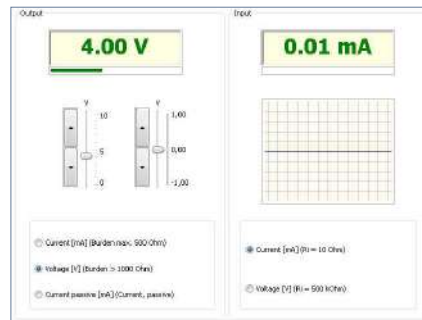 Output
4.00 V
V
10
5
0
V
1,00
0,00
-1,00
Current [mA] (Burden max. 500 Ohm)
Voltage [V] (Burden > 1000 Ohm)
Current passive [mA] (Current, passive)
Input
0.01 mA
Current [mA] (Ri = 10 Ohm)
Voltage [V] (Ri = 500 kOhm)